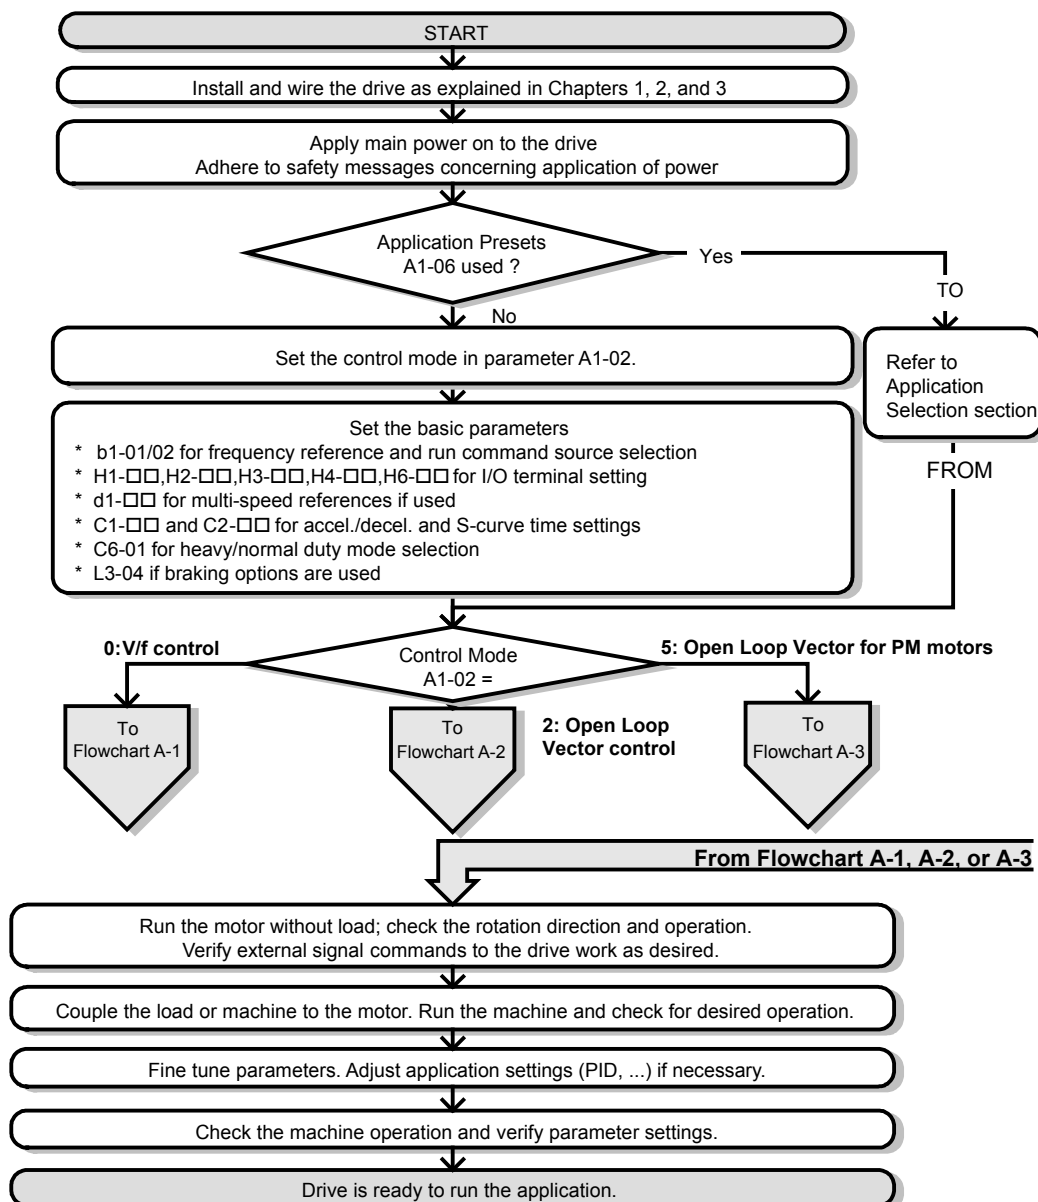 START
Install and wire the drive as explained in Chapters 1, 2, and 3
Apply main power on to the drive
Adhere to safety messages concerning application of power
Application Presets
A1-06 used ?
Yes
No
TO
Set the control mode in parameter A1-02.
Refer to
Application
Selection section
Set the basic parameters
* b1-01/02 for frequency reference and run command source selection
* H1-□□,H2-□□,H3-□□,H4-□□,H6-□□ for I/O terminal setting
* d1-□□ for multi-speed references if used
* C1-□□ and C2-□□ for accel./decel. and S-curve time settings
* C6-01 for heavy/normal duty mode selection
* L3-04 if braking options are used
FROM
0:V/f control
Control Mode
A1-02 =
5: Open Loop Vector for PM motors
To
Flowchart A-1
To
Flowchart A-2
2: Open Loop
Vector control
To
Flowchart A-3
From Flowchart A-1, A-2, or A-3
Run the motor without load; check the rotation direction and operation.
Verify external signal commands to the drive work as desired.
Couple the load or machine to the motor. Run the machine and check for desired operation.
Fine tune parameters. Adjust application settings (PID, ...) if necessary.
Check the machine operation and verify parameter settings.
Drive is ready to run the application.